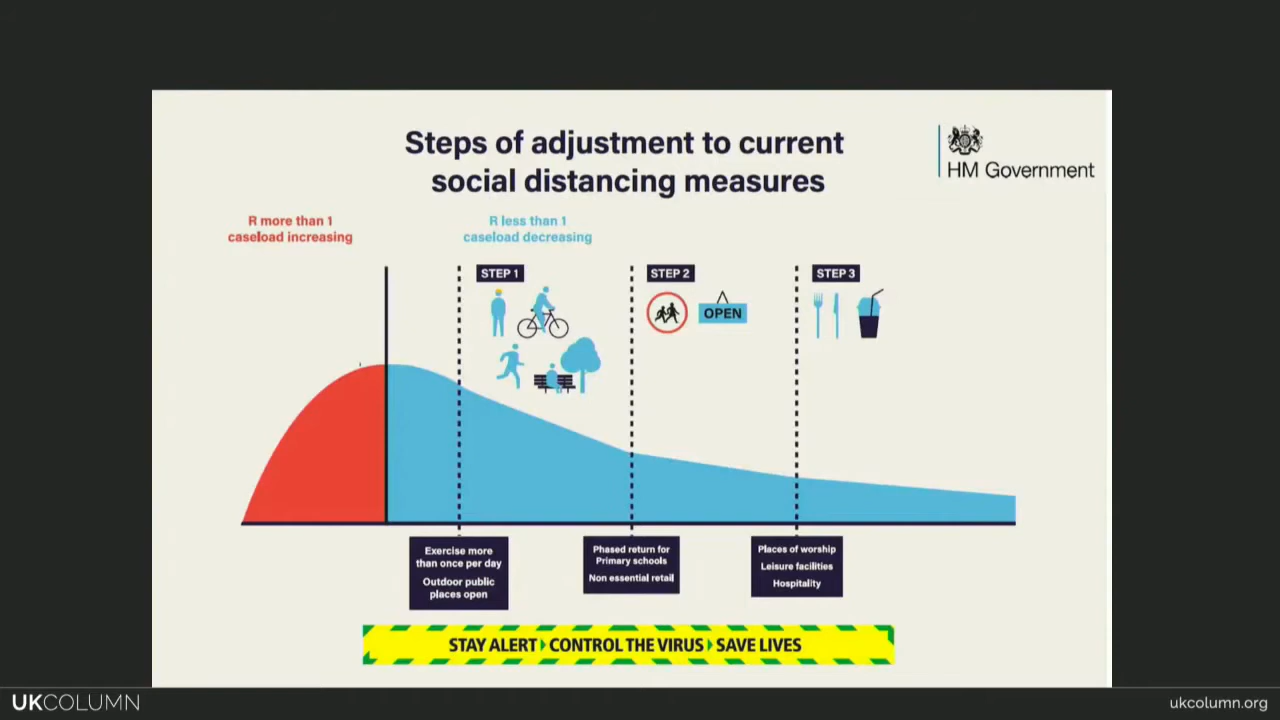 Steps of adjustment to current
social distancing measures
HM Government
R more than 1
caseload increasing
R less than 1
caseload decreasing
STEP 1
STEP 2
STEP 3
OPEN
Exercise more
than once per day
Outdoor public
places open
Phased return for
Primary schools
Non essential retail
Places of worship
Leisure facilities
Hospitality
STAY ALERT CONTROL THE VIRUS SAVE LIVES
UKCOLUMN
ukcolumn.org